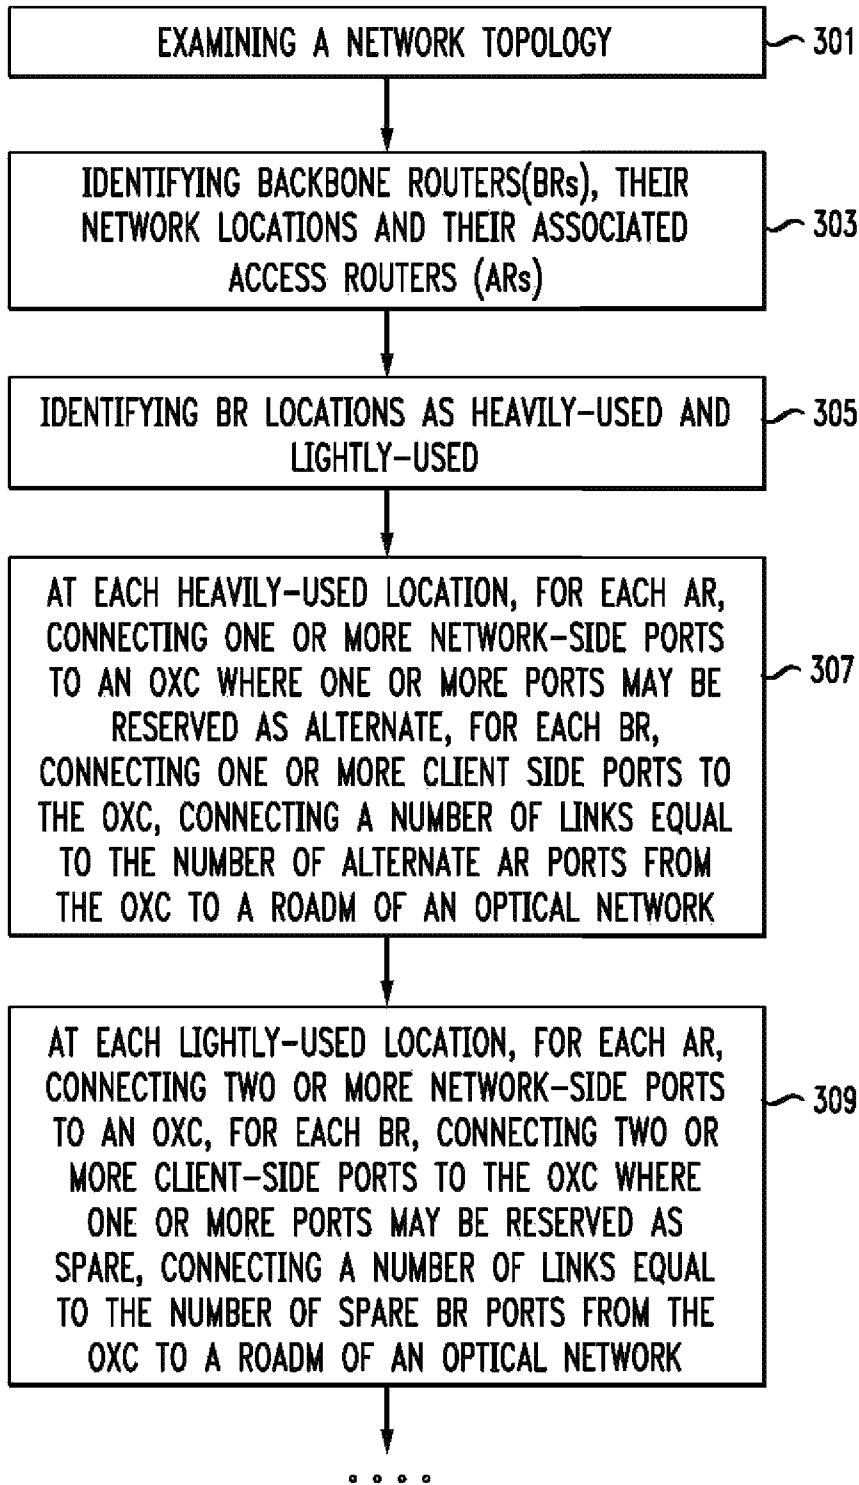 EXAMINING A NETWORK TOPOLOGY
301
IDENTIFYING BACKBONE ROUTERS(BRs), THEIR
NETWORK LOCATIONS AND THEIR ASSOCIATED
ACCESS ROUTERS (ARs)
303
IDENTIFYING BR LOCATIONS AS HEAVILY-USED AND
LIGHTLY-USED
305
AT EACH HEAVILY-USED LOCATION, FOR EACH AR,
CONNECTING ONE OR MORE NETWORK-SIDE PORTS
TO AN OXC WHERE ONE OR MORE PORTS MAY BE
RESERVED AS ALTERNATE, FOR EACH BR,
CONNECTING ONE OR MORE CLIENT SIDE PORTS TO
THE OXC, CONNECTING A NUMBER OF LINKS EQUAL
TO THE NUMBER OF ALTERNATE AR PORTS FROM
THE OXC TO A ROADM OF AN OPTICAL NETWORK
307
AT EACH LIGHTLY-USED LOCATION, FOR EACH AR,
CONNECTING TWO OR MORE NETWORK-SIDE PORTS
TO AN OXC, FOR EACH BR, CONNECTING TWO OR
MORE CLIENT-SIDE PORTS TO THE OXC WHERE
ONE OR MORE PORTS MAY BE RESERVED AS
SPARE, CONNECTING A NUMBER OF LINKS EQUAL
TO THE NUMBER OF SPARE BR PORTS FROM THE
OXC TO A ROADM OF AN OPTICAL NETWORK
309